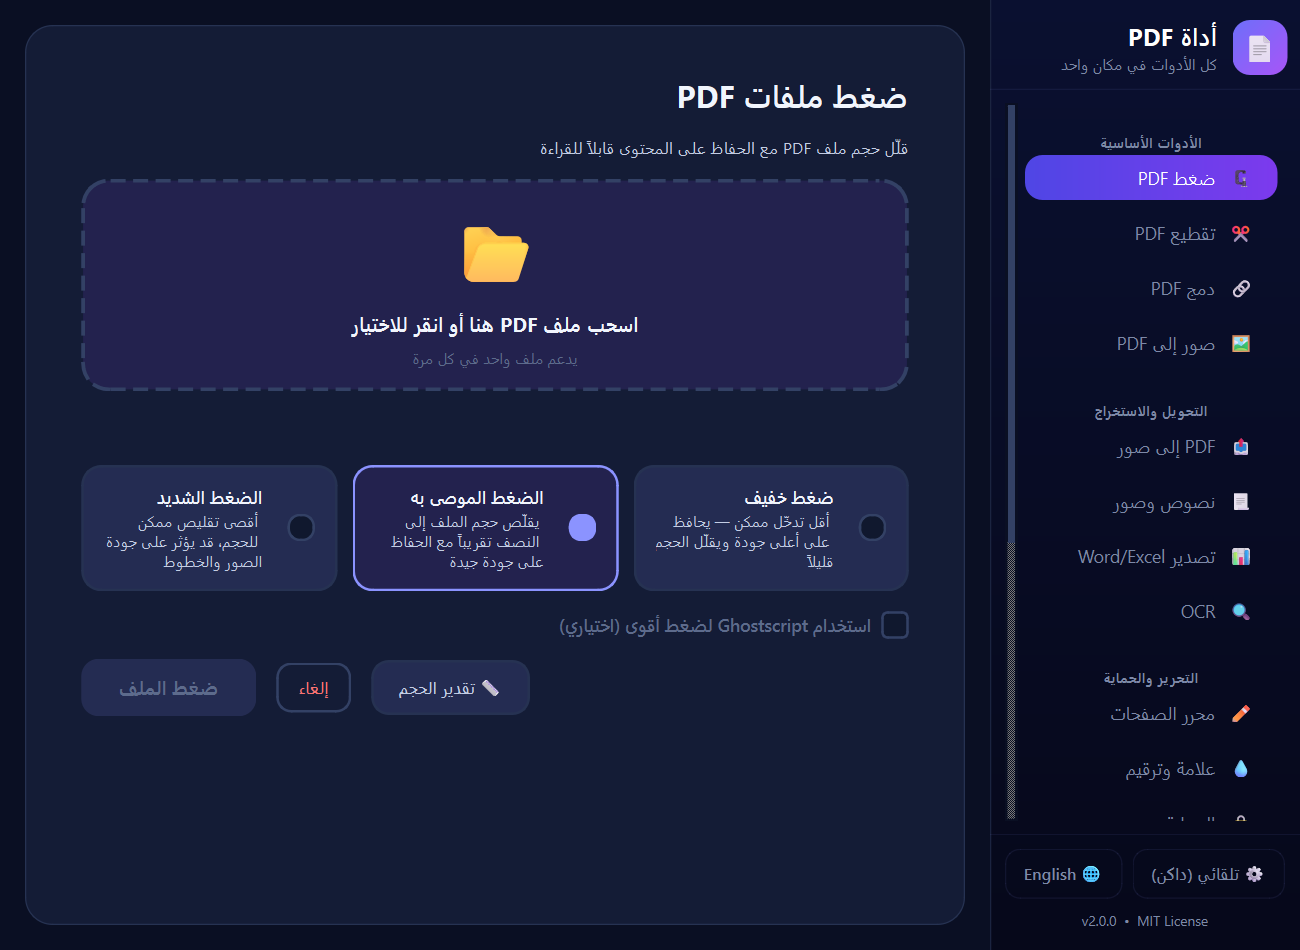 أداة PDF
كل الأدوات في مكان واحد
الأدوات الأساسية
ضغط PDF
تقطيع PDF
دمج PDF
صور إلى PDF
التحويل والاستخراج
PDF إلى صور
نصوص وصور
تصدير Word/Excel
OCR
التحرير والحماية
محرر الصفحات
علامة وترقيم
تلقائي (داكن)
English
v2.0.0 • MIT License
ضغط ملفات PDF
قلّل حجم ملف PDF مع الحفاظ على المحتوى قابلاً للقراءة
اسحب ملف PDF هنا أو انقر للاختيار
يدعم ملف واحد في كل مرة
ضغط خفيف
أقل تدخّل ممكن — يحافظ
على أعلى جودة ويقلّل الحجم
قليلاً
الضغط الموصى به
يقلّص حجم الملف إلى
النصف تقريباً مع الحفاظ
على جودة جيدة
الضغط الشديد
أقصى تقليص ممكن
للحجم، قد يؤثر على جودة
الصور والخطوط
استخدام Ghostscript لضغط أقوى (اختياري)
تقدير الحجم
إلغاء
ضغط الملف